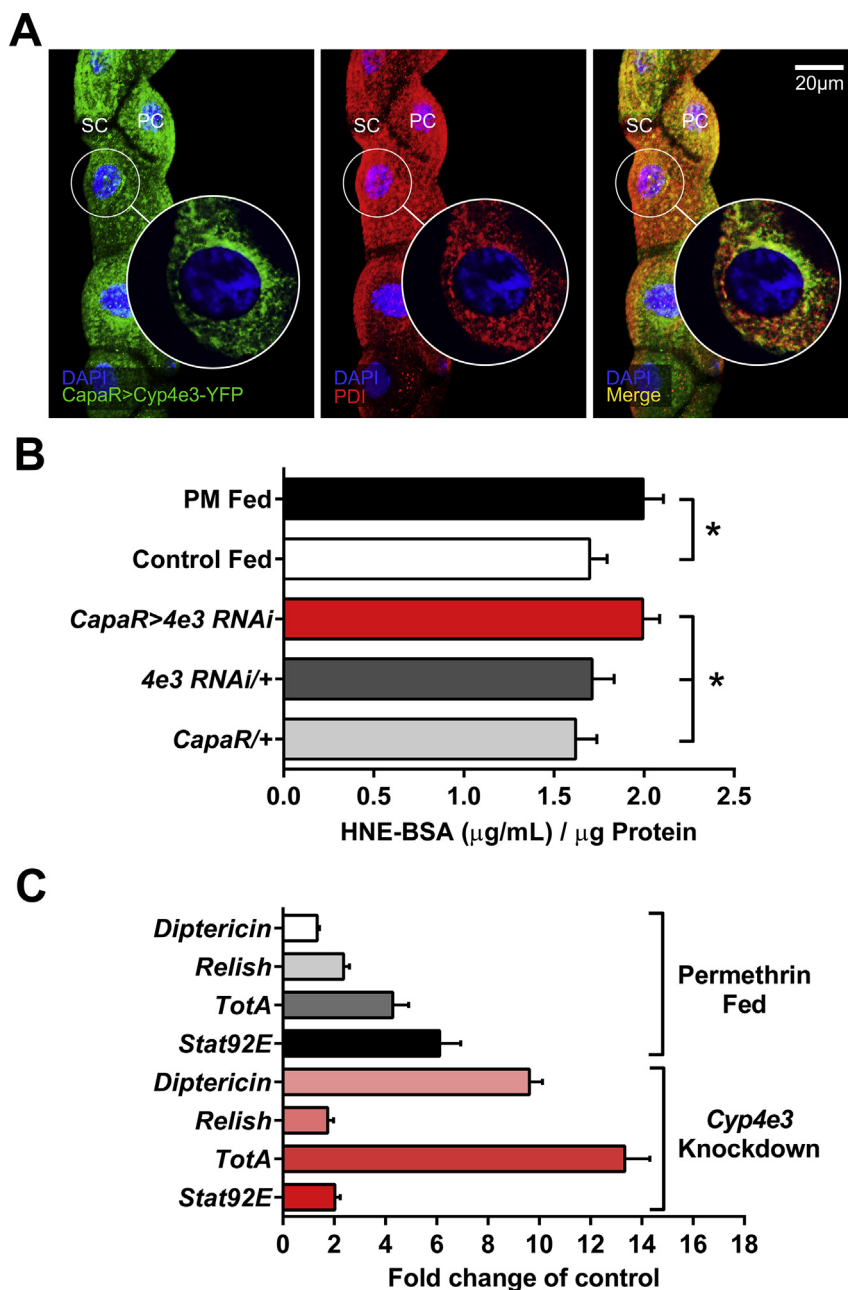 A
20μm
SC
PC
SC
PC
SC
PC
DAPI
CapaR>Cyp4e3-YFP
DAPI
PDI
DAPI
Merge
B
PM Fed
Control Fed
CapaR>4e3 RNAi
4e3 RNAi/+
CapaR/+
*
*
0.0 0.5 1.0 1.5 2.0 2.5
HNE-BSA (μg/mL) / μg Protein
C
Diptericin
Relish
TotA
Stat92E
Diptericin
Relish
TotA
Stat92E
Permethrin
Fed
Cyp4e3
Knockdown
0 2 4 6 8 10 12 14 16 18
Fold change of control